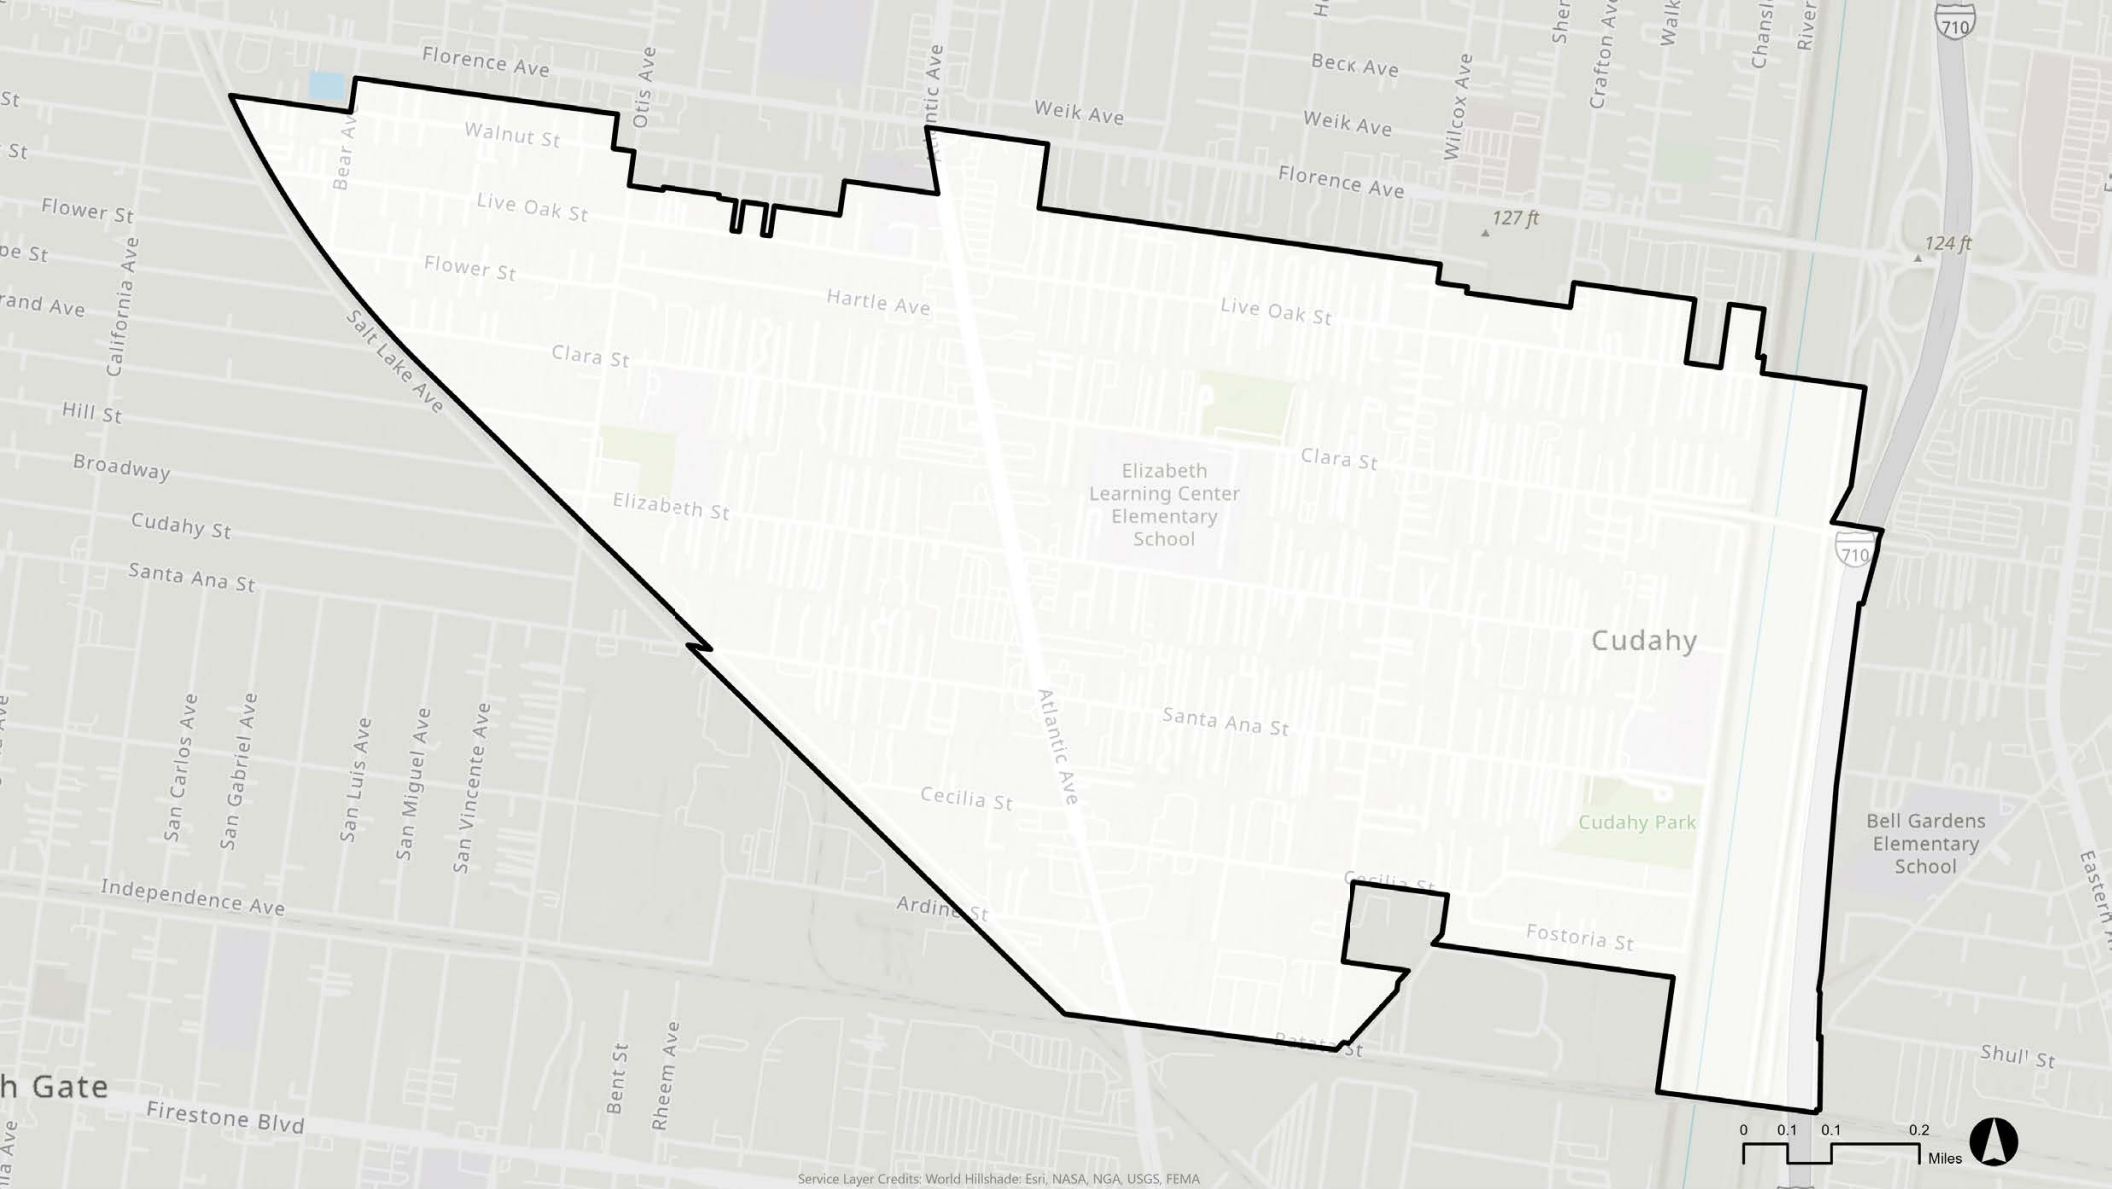 Florence Ave
Otis Ave
Beck Ave
Wilcox Ave
Crafton Ave
River
710
St
Bear Av
Walnut St
Weik Ave
Weik Ave
St
Florence Ave
Flower St
California Ave
Live Oak St
127 ft
124 ft
Flower St
Hartle Ave
Live Oak St
Salt Lake Ave
Clara St
Hill St
Broadway
Elizabeth
Learning Center
Elementary
School
Clara St
Cudahy St
Elizabeth St
710
Santa Ana St
Cudahy
San Carlos Ave
San Gabriel Ave
San Luis Ave
San Miguel Ave
San Vincente Ave
Atlantic Ave
Santa Ana St
Cecilia St
Cudahy Park
Bell Gardens
Elementary
School
Eastern A
Independence Ave
Ardine St
Cecilia St
Fostoria St
Bent St
Rheem Ave
Shull St
h Gate
Firestone Blvd
0 0.1 0.1 0.2
Miles
Service Layer Credits: World Hillshade: Esri, NASA, NGA, USGS, FEMA